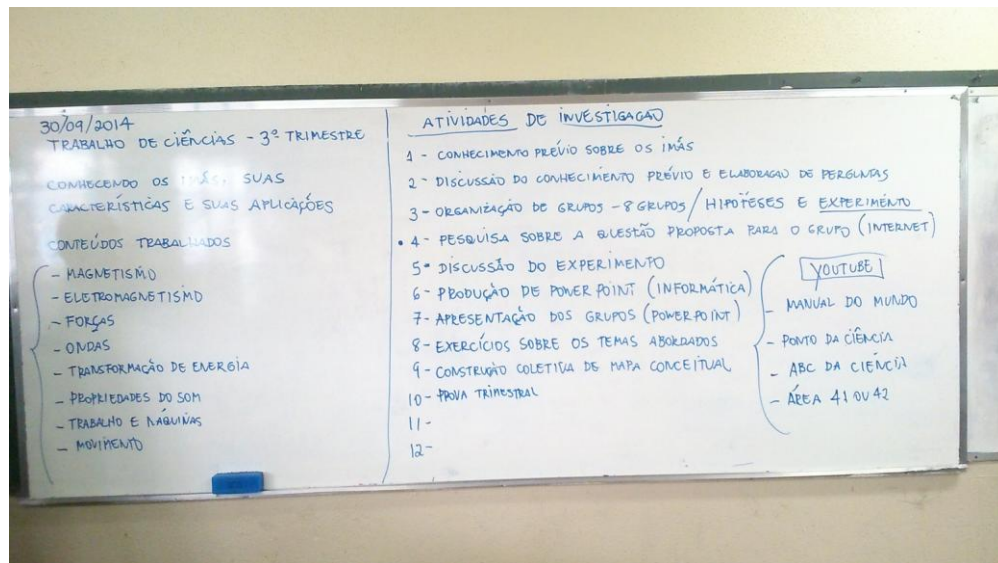 30/09/2014
TRABALHO DE CIÊNCIAS - 3º TRIMESTRE
CONHECENDO OS ÍMÃS, SUAS
CARACTERÍSTICAS E SUAS APLICAÇÕES
CONTEÚDOS TRABALHADOS
- MAGNETISMO
- ELETROMAGNETISMO
- FORÇAS
- ONDAS
- TRANSFORMAÇÃO DE ENERGIA
- PROPRIEDADES DO SOM
- TRABALHO E MÁQUINAS
- MOVIMENTO
ATIVIDADES DE INVESTIGAÇÃO
1 - CONHECIMENTO PRÉVIO SOBRE OS ÍMÃS
2 - DISCUSSÃO DO CONHECIMENTO PRÉVIO E ELABORAÇÃO DE PERGUNTAS
3 - ORGANIZAÇÃO DE GRUPOS - 8 GRUPOS / HIPÓTESES E EXPERIMENTO
• 4 - PESQUISA SOBRE A QUESTÃO PROPOSTA PARA O GRUPO (INTERNET)
5 - DISCUSSÃO DO EXPERIMENTO
6 - PRODUÇÃO DE POWER POINT (INFORMÁTICA)
7 - APRESENTAÇÃO DOS GRUPOS (POWERPOINT)
8 - EXERCÍCIOS SOBRE OS TEMAS ABORDADOS
9 - CONSTRUÇÃO COLETIVA DE MAPA CONCEITUAL
10 - PROVA TRIMESTRAL
11 -
12 -
YOUTUBE
- MANUAL DO MUNDO
- PONTO DA CIÊNCIA
- ABC DA CIÊNCIA
- ÁREA 41 OU 42